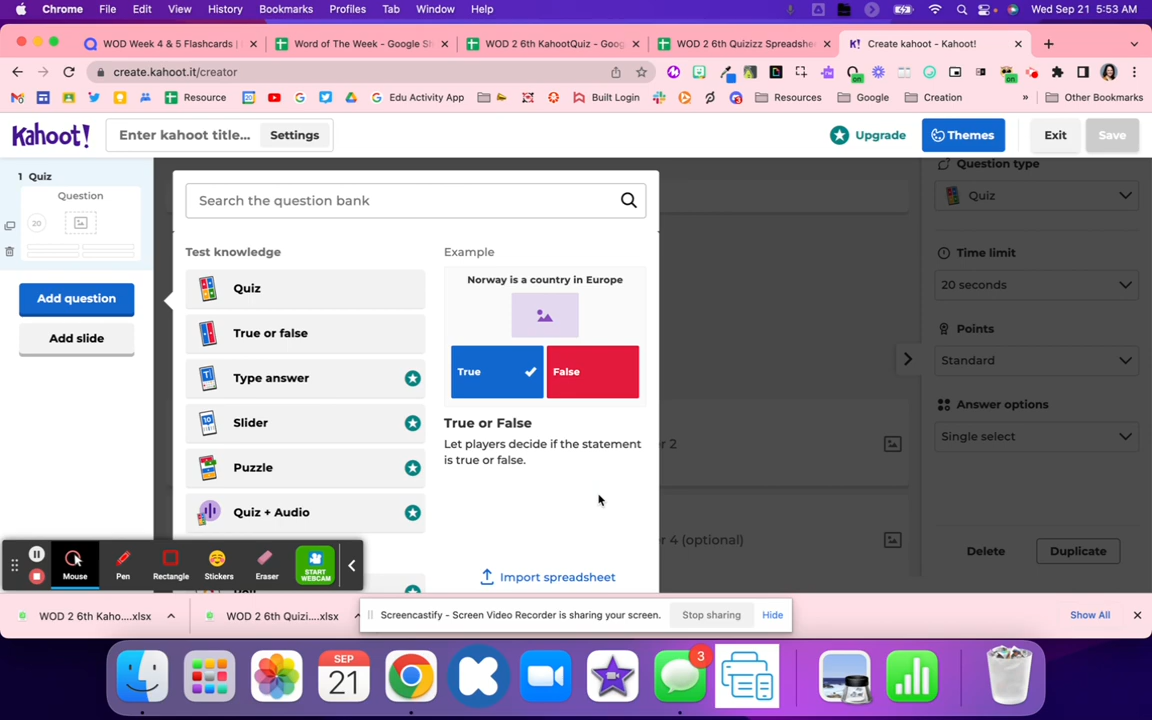 Chrome File Edit View History Bookmarks Profiles Tab Window Help Wed Sep 21 5:53 AM
WOD Week 4 & 5 Flashcards | Word of The Week - Google Sh WOD 2 6th KahootQuiz - Goog WOD 2 6th Quizizz Spreadshe Create kahoot - Kahoot!
create.kahoot.it/creator
Resource Edu Activity App Built Login Resources Google Creation » Other Bookmarks
Kahoot! Enter kahoot title... Settings Upgrade Themes Exit Save
1 Quiz
Question
20
Add question
Add slide
Search the question bank
Test knowledge
Quiz
True or false
Type answer
Slider
Puzzle
Quiz + Audio
Example
Norway is a country in Europe
True False
True or False
Let players decide if the statement
is true or false.
Import spreadsheet
r 2
r 4 (optional)
Question type
Quiz
Time limit
20 seconds
Points
Standard
Answer options
Single select
Delete Duplicate
Mouse Pen Rectangle Stickers Eraser START
WEBCAM
WOD 2 6th Kaho....xlsx WOD 2 6th Quizi....xlsx Screencastify - Screen Video Recorder is sharing your screen. Stop sharing Hide Show All
SEP
21
3